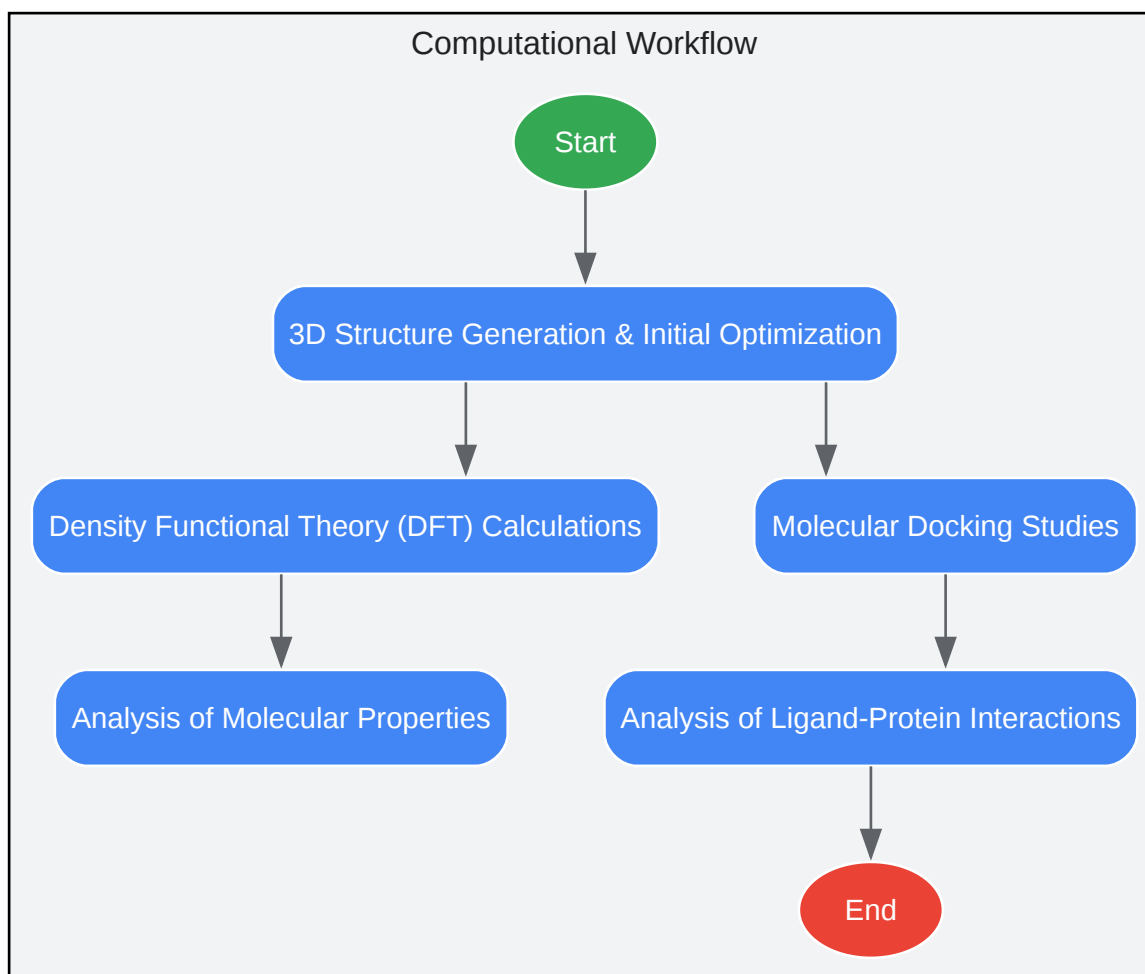 Computational Workflow
Start
3D Structure Generation & Initial Optimization
Density Functional Theory (DFT) Calculations
Molecular Docking Studies
Analysis of Molecular Properties
Analysis of Ligand-Protein Interactions
End